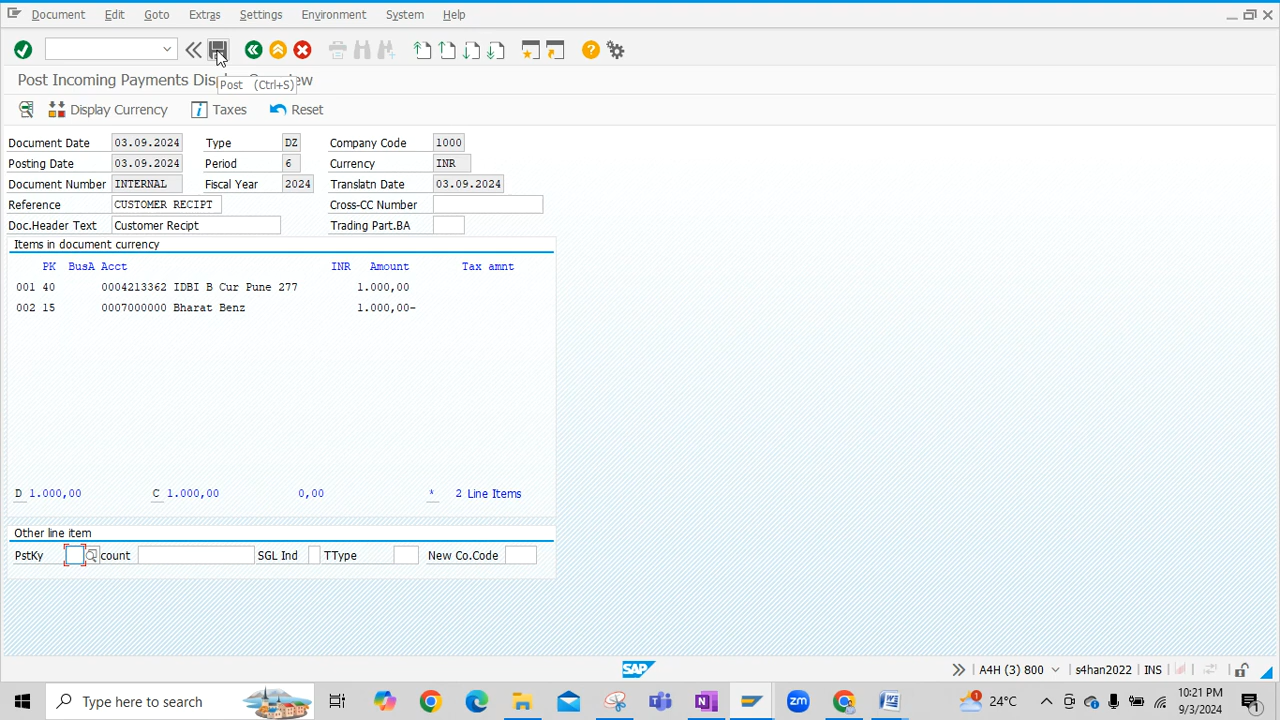 Document Edit Goto Extras Settings Environment System Help
Post Incoming Payments Disp
Post (Ctrl+S)
Display Currency Taxes Reset
Document Date 03.09.2024 Type DZ Company Code 1000
Posting Date 03.09.2024 Period 6 Currency INR
Document Number INTERNAL Fiscal Year 2024 Translatn Date 03.09.2024
Reference CUSTOMER RECIPT Cross-CC Number
Doc.Header Text Customer Recipt Trading Part.BA
Items in document currency
PK BusA Acct INR Amount Tax amnt
001 40 0004213362 IDBI B Cur Pune 277 1.000,00
002 15 0007000000 Bharat Benz 1.000,00-
D 1.000,00 C 1.000,00 0,00 * 2 Line Items
Other line item
PstKy count SGL Ind TType New Co.Code
SAP A4H (3) 800 s4han2022 INS
Type here to search 1 24°C 10:21 PM
9/3/2024 1